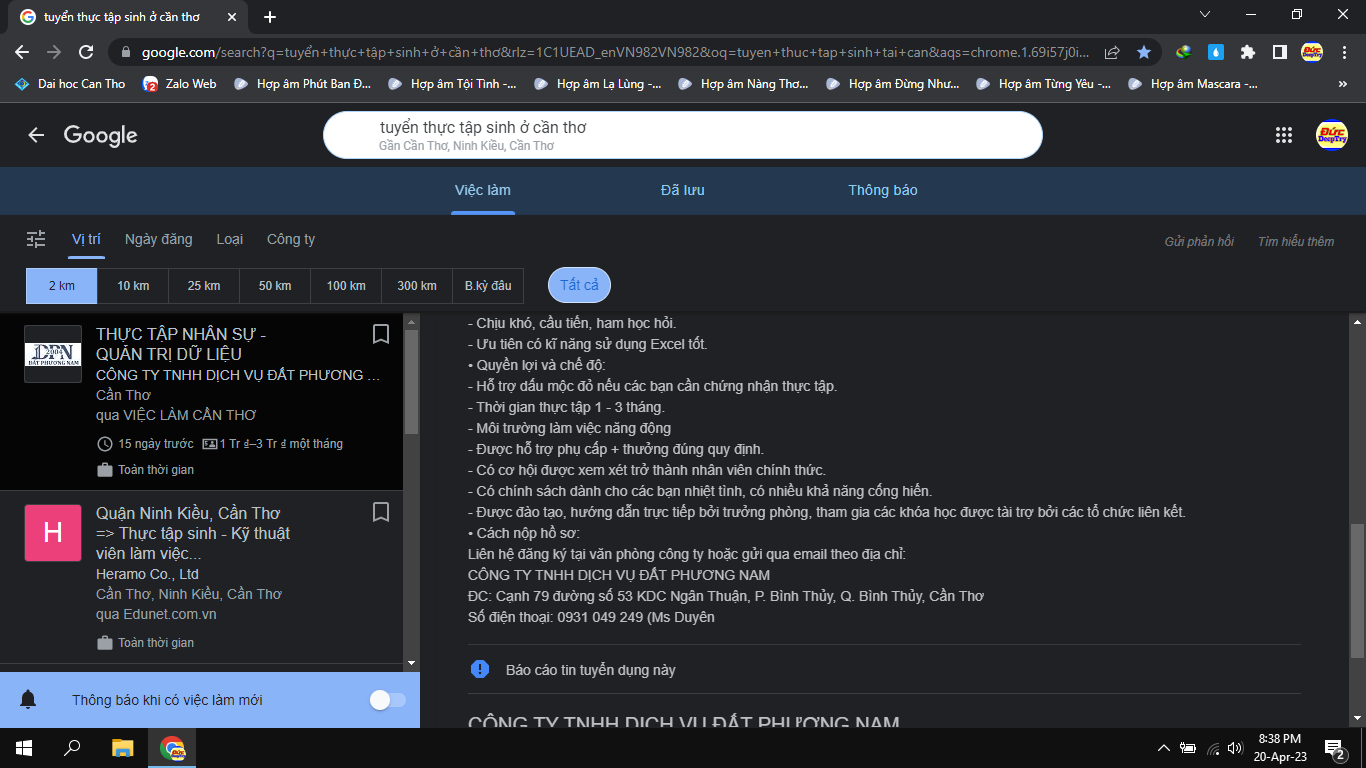 tuyển thực tập sinh ở cần thơ
google.com/search?q=tuyển+thực+tập+sinh+ở+cần+thơ&rlz=1C1UEAD_enVN982VN982&oq=tuyen+thuc+tap+sinh+tai+can&aqs=chrome.1.69i57j0i...
Dai hoc Can Tho
2
Zalo Web
Hợp âm Phút Ban Đ...
Hợp âm Tội Tình -...
Hợp âm Lạ Lùng -...
Hợp âm Nàng Thơ...
Hợp âm Đừng Như...
Hợp âm Từng Yêu -...
Hợp âm Mascara -...
Google
tuyển thực tập sinh ở cần thơ
Gần Cần Thơ, Ninh Kiều, Cần Thơ
Đức
DeepTry
Việc làm
Đã lưu
Thông báo
Vị trí
Ngày đăng
Loại
Công ty
Gửi phản hồi
Tìm hiểu thêm
2 km
10 km
25 km
50 km
100 km
300 km
B.kỳ đâu
Tất cả
DPN
2004
ĐẤT PHƯƠNG NAM
THỰC TẬP NHÂN SỰ -
QUẢN TRỊ DỮ LIỆU
CÔNG TY TNHH DỊCH VỤ ĐẤT PHƯƠNG ...
Cần Thơ
qua VIỆC LÀM CẦN THƠ
15 ngày trước
1 Tr ₫–3 Tr ₫ một tháng
Toàn thời gian
H
Quận Ninh Kiều, Cần Thơ
=> Thực tập sinh - Kỹ thuật
viên làm việc...
Heramo Co., Ltd
Cần Thơ, Ninh Kiều, Cần Thơ
qua Edunet.com.vn
Toàn thời gian
Thông báo khi có việc làm mới
- Chịu khó, cầu tiến, ham học hỏi.
- Ưu tiên có kĩ năng sử dụng Excel tốt.
• Quyền lợi và chế độ:
- Hỗ trợ dấu mộc đỏ nếu các bạn cần chứng nhận thực tập.
- Thời gian thực tập 1 - 3 tháng.
- Môi trường làm việc năng động
- Được hỗ trợ phụ cấp + thưởng đúng quy định.
- Có cơ hội được xem xét trở thành nhân viên chính thức.
- Có chính sách dành cho các bạn nhiệt tình, có nhiều khả năng cống hiến.
- Được đào tạo, hướng dẫn trực tiếp bởi trưởng phòng, tham gia các khóa học được tài trợ bởi các tổ chức liên kết.
• Cách nộp hồ sơ:
Liên hệ đăng ký tại văn phòng công ty hoặc gửi qua email theo địa chỉ:
CÔNG TY TNHH DỊCH VỤ ĐẤT PHƯƠNG NAM
ĐC: Cạnh 79 đường số 53 KDC Ngân Thuận, P. Bình Thủy, Q. Bình Thủy, Cần Thơ
Số điện thoại: 0931 049 249 (Ms Duyên
Báo cáo tin tuyển dụng này
CÔNG TY TNHH DỊCH VỤ ĐẤT PHƯƠNG NAM
8:38 PM
20-Apr-23
2